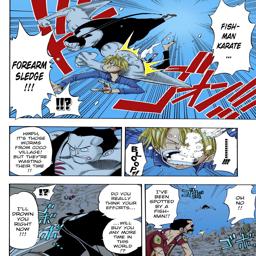 FISH-
MAN
KARATE
...
FOREARM
SLEDGE
!!!
!!?
HMPH,
IT'S THOSE
WORMS FROM
COCO VILLAGE!
BUT THEY'RE
WASTING THEIR
TIME
OH NO
!!
I'VE BEEN
SPOTTED
BY A
FISH-
MAN!!
DO YOU
REALLY THINK
YOUR
EFFORTS...
...WILL
BUY YOU
ANY MORE
TIME IN
THIS
WORLD
!?
!?
I'LL
DROWN
YOU
RIGHT
NOW
!!!